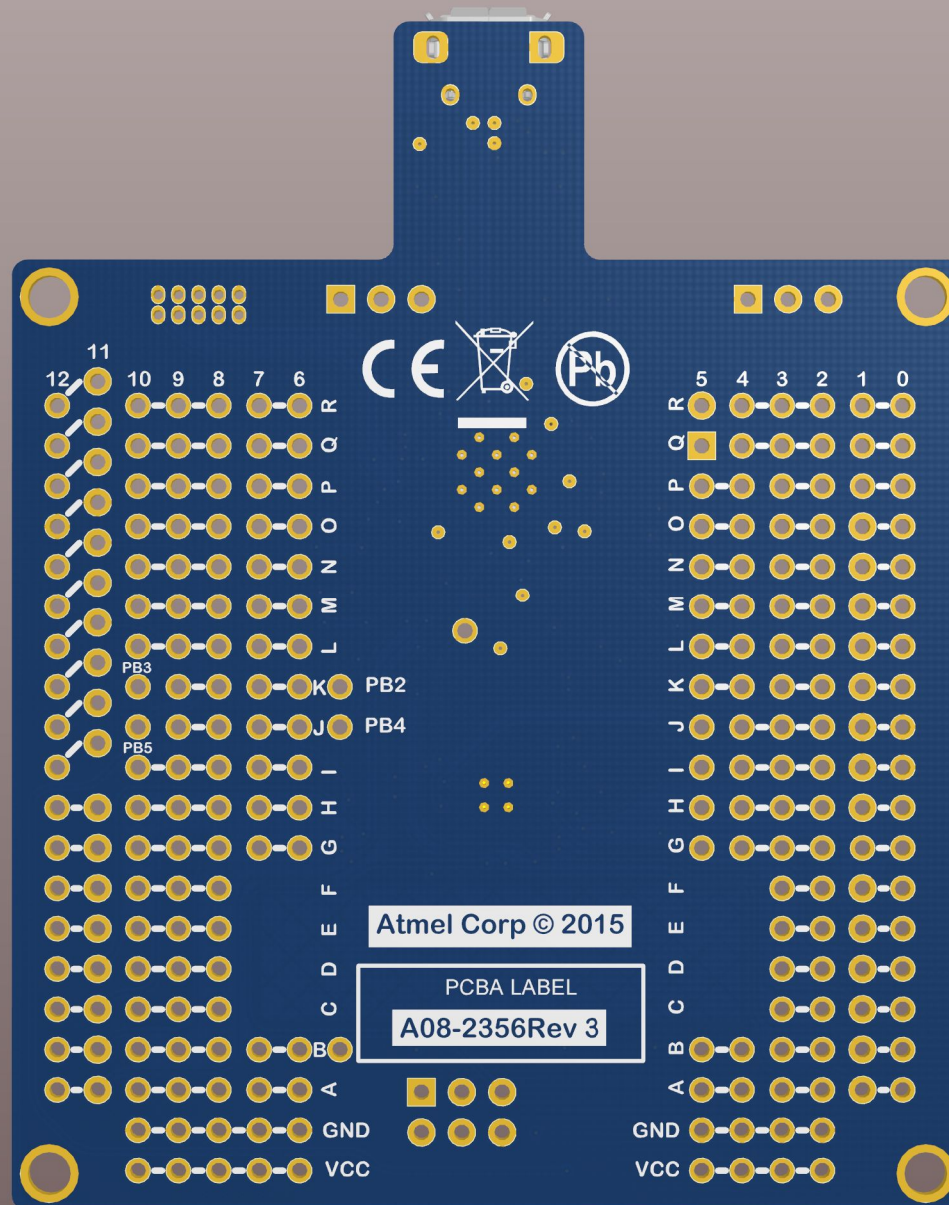 11
12 10 9 8 7 6 5 4 3 2 1 0
CE Pb
R R
Q Q
P P
O O
N N
M M
L L
PB3
K PB2 K
J PB4 J
PB5
I I
H H
G G
F F
E E
Atmel Corp © 2015
D D
PCBA LABEL
C C
A08-2356Rev 3
B B
A A
GND GND
VCC VCC